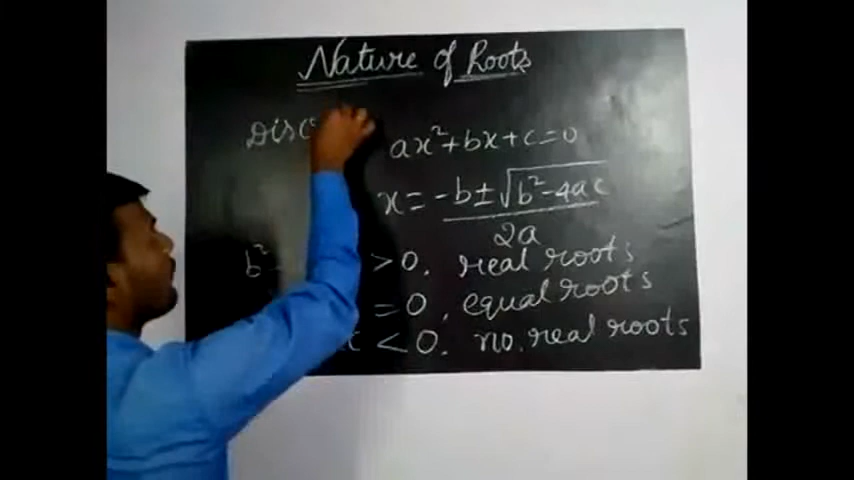 Nature of Roots
Disc
ax²+bx+c=0
x = -b±√b²-4ac
2a
b² > 0, real roots
= 0, equal roots
< 0, no, real roots